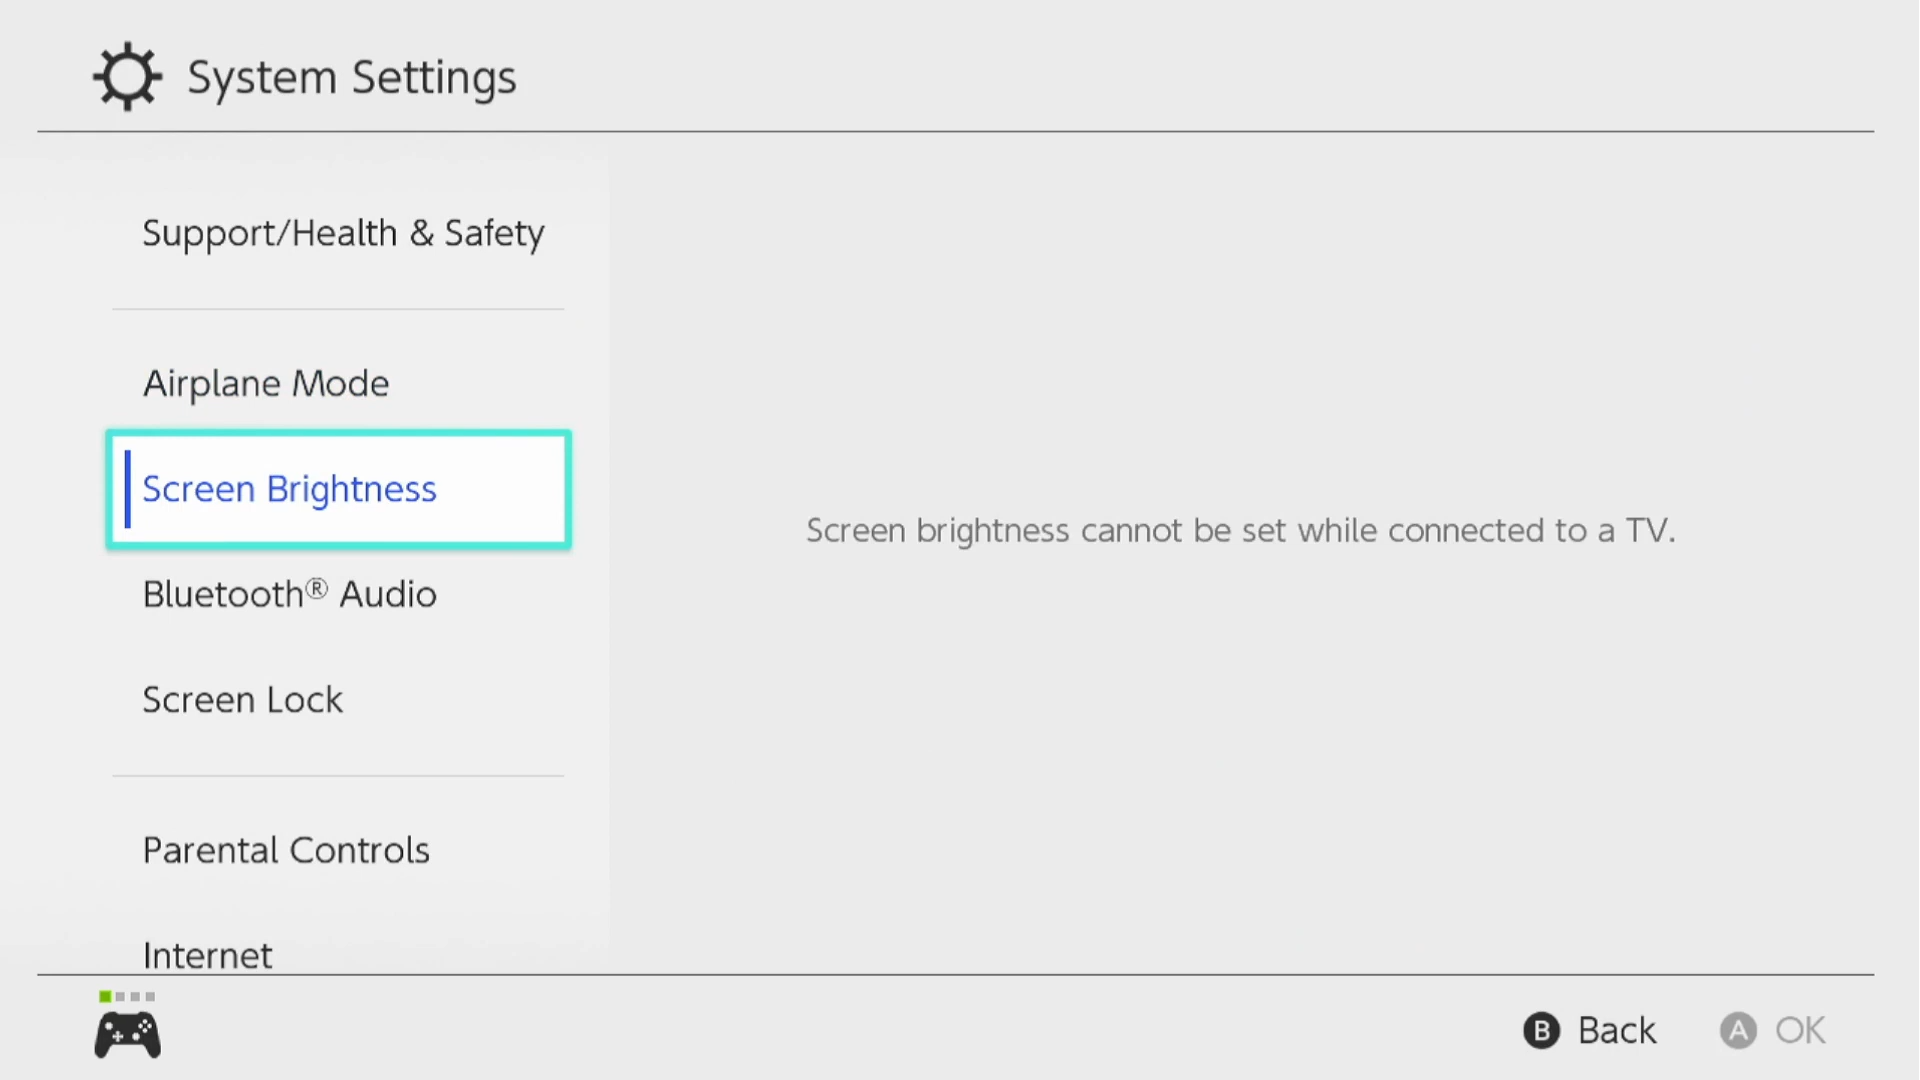 System Settings
Support/Health & Safety
Airplane Mode
Screen Brightness
Bluetooth® Audio
Screen Lock
Parental Controls
Internet
Screen brightness cannot be set while connected to a TV.
B Back A OK